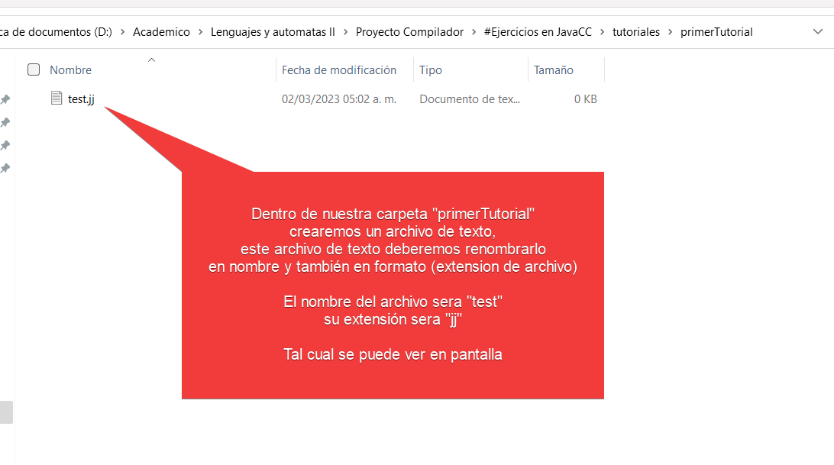 ca de documentos (D:) > Academico > Lenguajes y automatas II > Proyecto Compilador > #Ejercicios en JavaCC > tutoriales > primerTutorial
Nombre Fecha de modificación Tipo Tamaño
test.jj 02/03/2023 05:02 a. m. Documento de tex... 0 KB
Dentro de nuestra carpeta "primerTutorial"
crearemos un archivo de texto,
este archivo de texto deberemos renombrarlo
en nombre y también en formato (extension de archivo)
El nombre del archivo sera "test"
su extensión sera "jj"
Tal cual se puede ver en pantalla